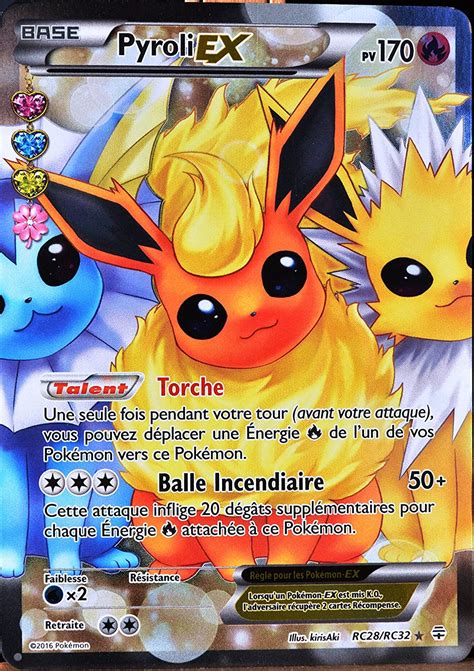 BASE
Pyroli EX
PV170
Talent Torche
Une seule fois pendant votre tour (avant votre attaque),
vous pouvez déplacer une Énergie de l'un de vos
Pokémon vers ce Pokémon.
Balle Incendiaire 50+
Cette attaque inflige 20 dégâts supplémentaires pour
chaque Énergie attachée à ce Pokémon.
Faiblesse
×2
Résistance
Retraite
Règle pour les Pokémon-EX
Lorsqu'un Pokémon-EX est mis K.O.,
l'adversaire récupère 2 cartes Récompense.
©2016 Pokémon
Illus. kirisAki
RC28/RC32